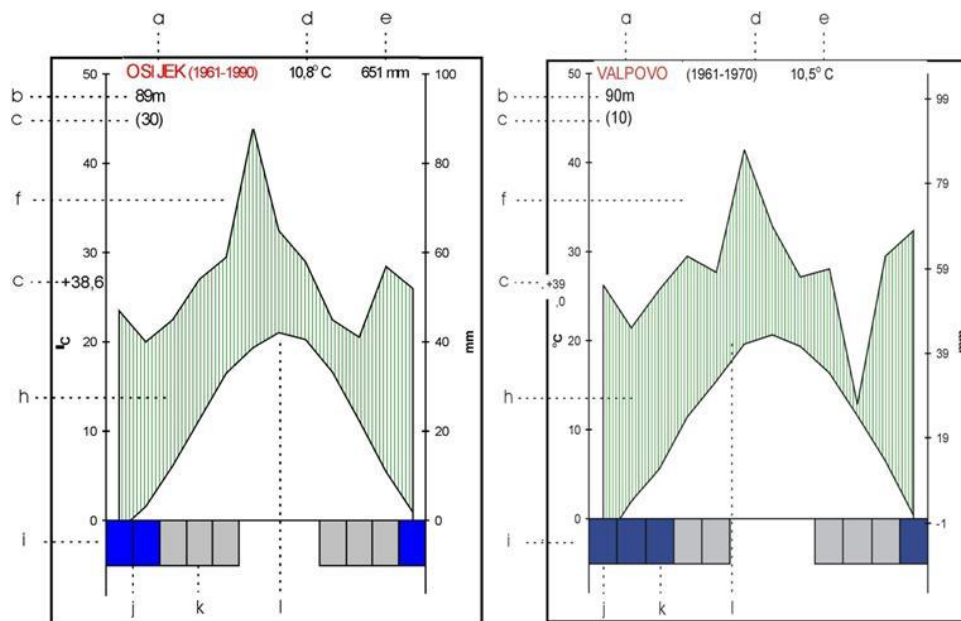 a d e
OSIJEK (1961-1990) 10.8° C 651 mm
50 100
b 89m
c (30)
40 80
f
30 60
c +38,6
°C 20 40 mm
h
10 20
0 0
i
j k l
a d e
VALPOVO (1961-1970) 10,5° C
50
b 90m 99
c (10)
40 79
f
30 59
c +39
,0
°C 20 39 mm
h
10 19
0 -1
i
j k l